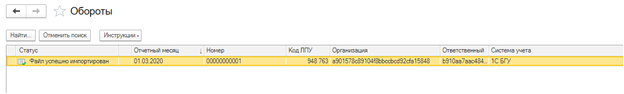 Обороты
Найти... Отменить поиск Инструкции
Статус Отчетный месяц Номер Код ЛПУ Организация Ответственный Система учета
Файл успешно импортирован 01.03.2020 00000000001 948 763 b910aa7aac484... 1С БГУ